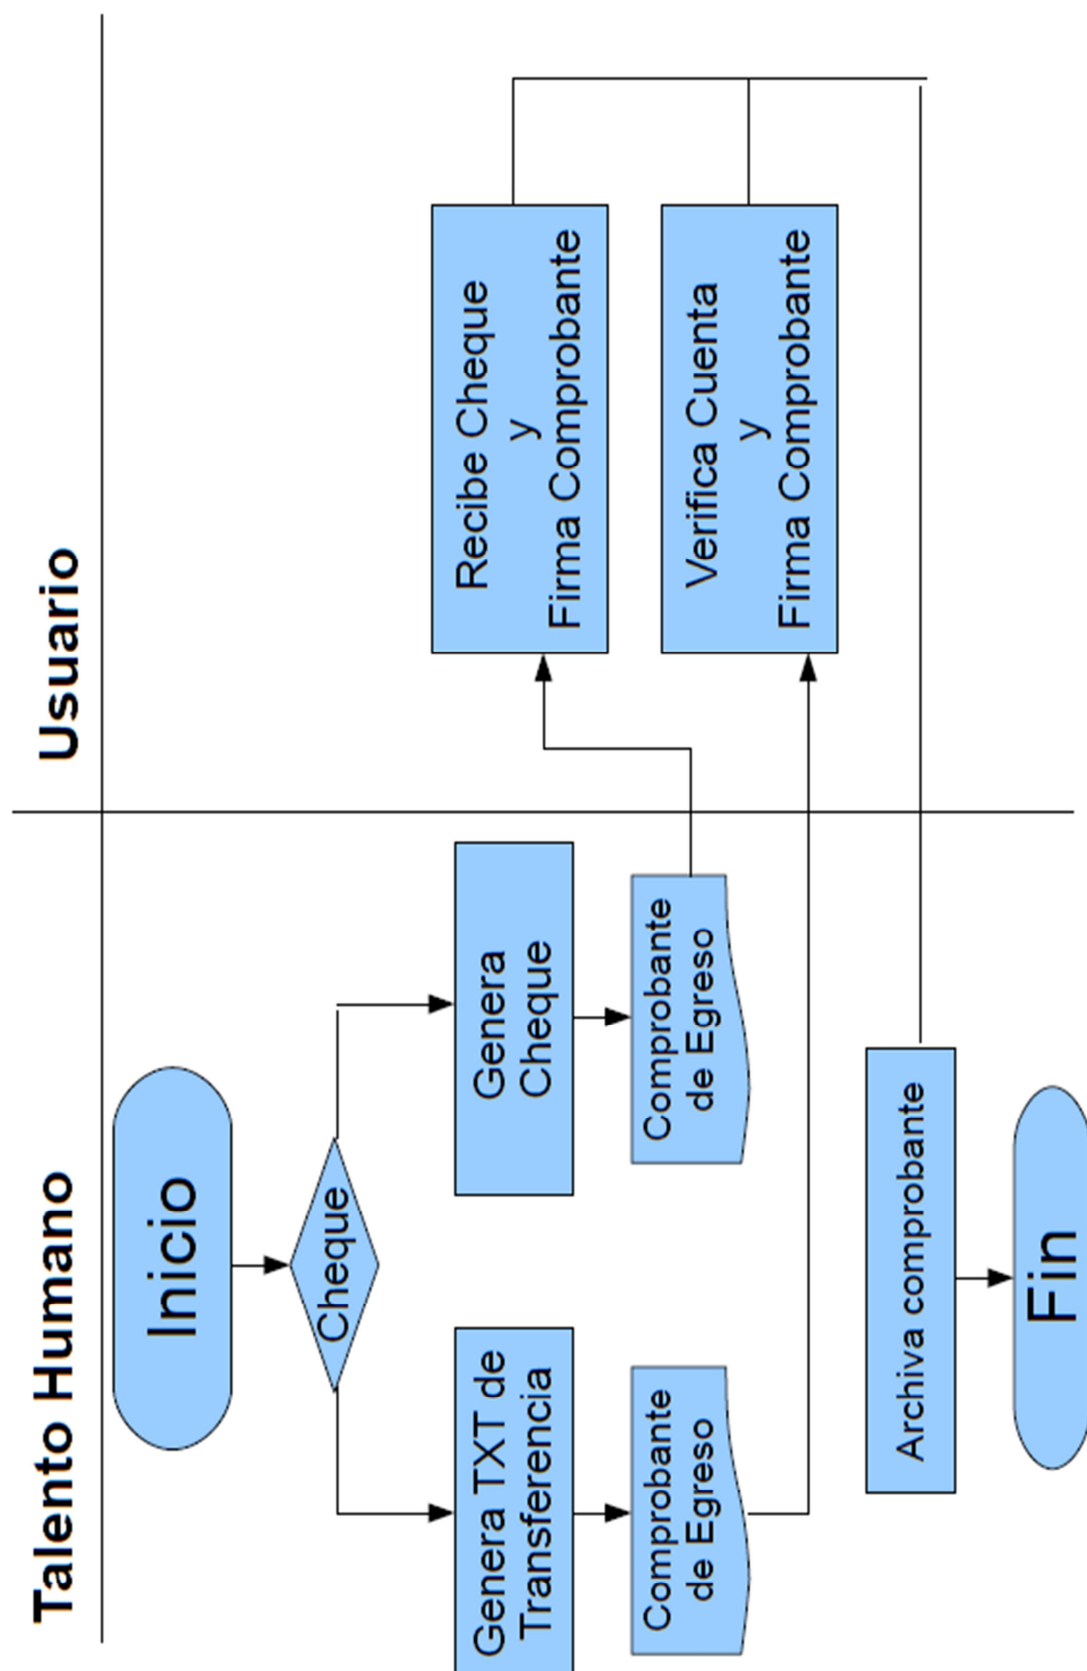 Talento Humano
Usuario
Inicio
Cheque
Genera TXT de
Transferencia
Genera
Cheque
Recibe Cheque
y
Firma Comprobante
Comprobante
de Egreso
Comprobante
de Egreso
Verifica Cuenta
y
Firma Comprobante
Archiva comprobante
Fin